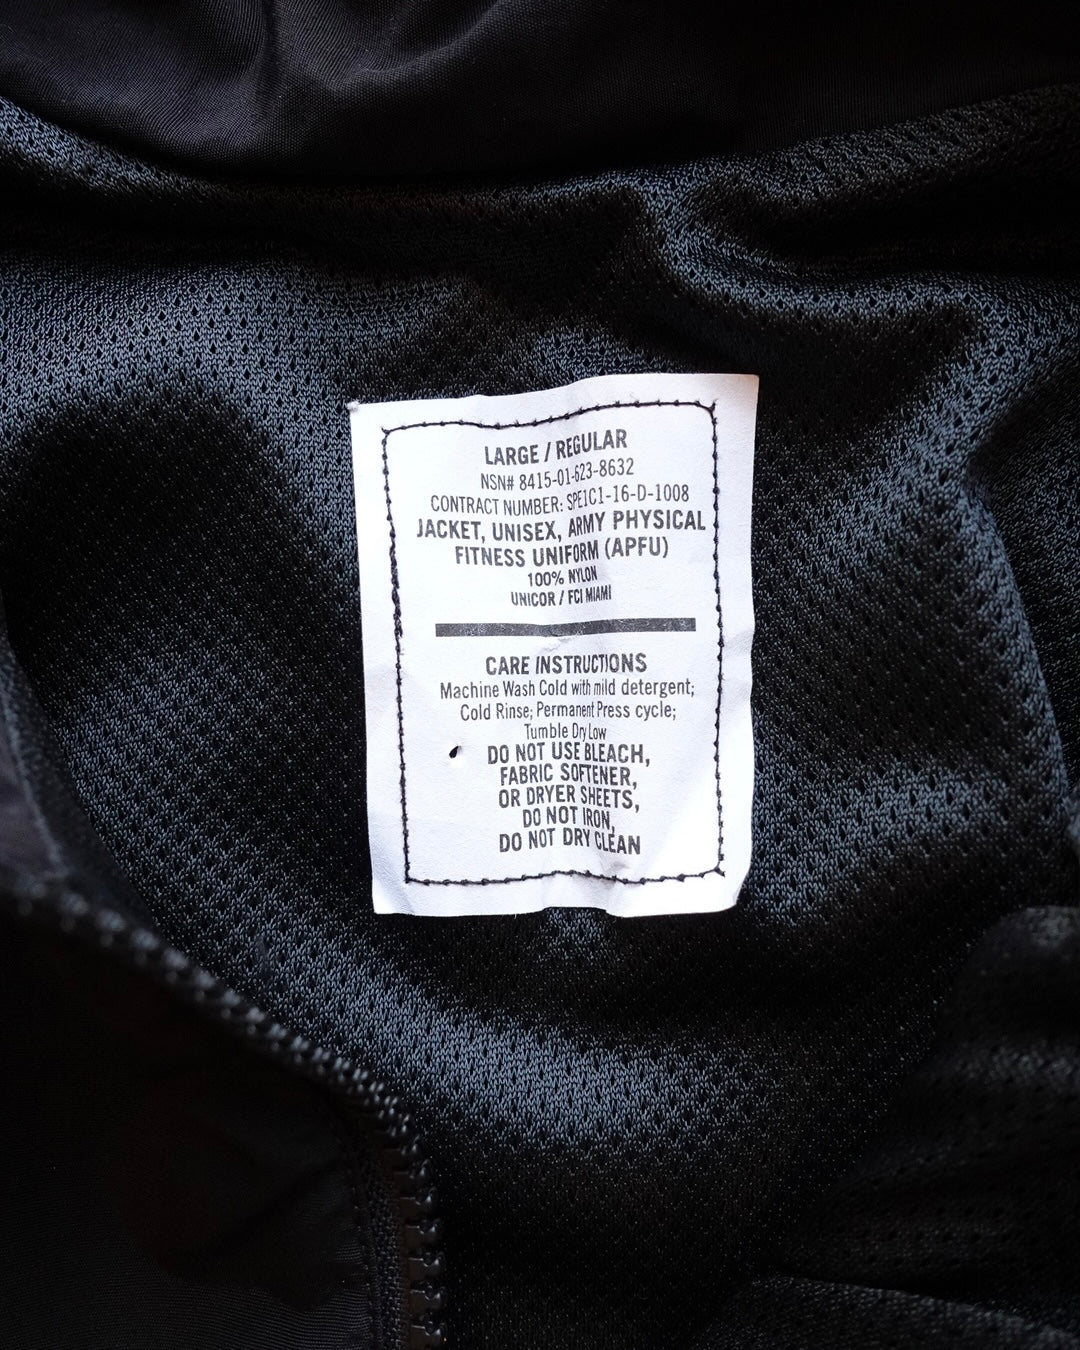 LARGE / REGULAR
NSN# 8415-01-623-8632
CONTRACT NUMBER: SPE1C1-16-D-1008
JACKET, UNISEX, ARMY PHYSICAL
FITNESS UNIFORM (APFU)
100% NYLON
UNICOR / FCI MIAMI
CARE INSTRUCTIONS
Machine Wash Cold with mild detergent;
Cold Rinse; Permanent Press cycle;
Tumble Dry Low
DO NOT USE BLEACH,
FABRIC SOFTENER,
OR DRYER SHEETS,
DO NOT IRON,
DO NOT DRY CLEAN